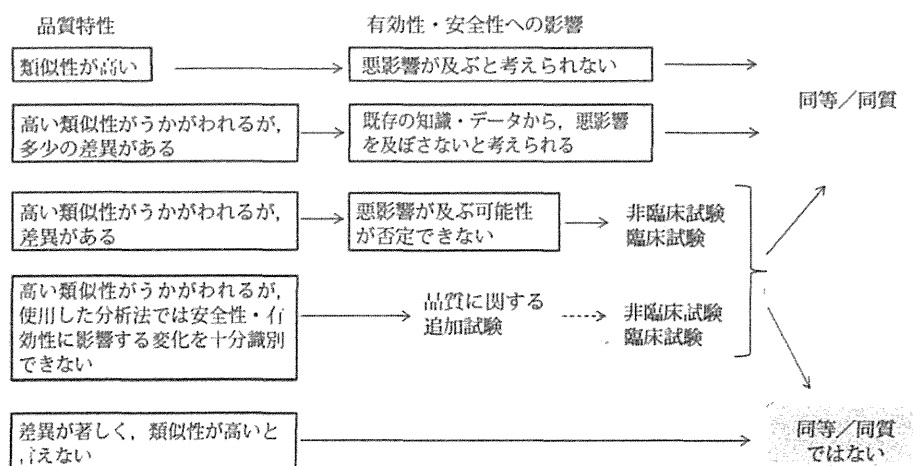 品質特性
有効性・安全性への影響
類似性が高い
悪影響が及ぶと考えられない
同等／同質
高い類似性がうかがわれるが，
多少の差異がある
既存の知識・データから，悪影響
を及ぼさないと考えられる
高い類似性がうかがわれるが，
差異がある
悪影響が及ぶ可能性
が否定できない
非臨床試験
臨床試験
高い類似性がうかがわれるが，
使用した分析法では安全性・有
効性に影響する変化を十分識別
できない
品質に関する
追加試験
非臨床試験
臨床試験
差異が著しく，類似性が高いと
言えない
同等／同質
ではない